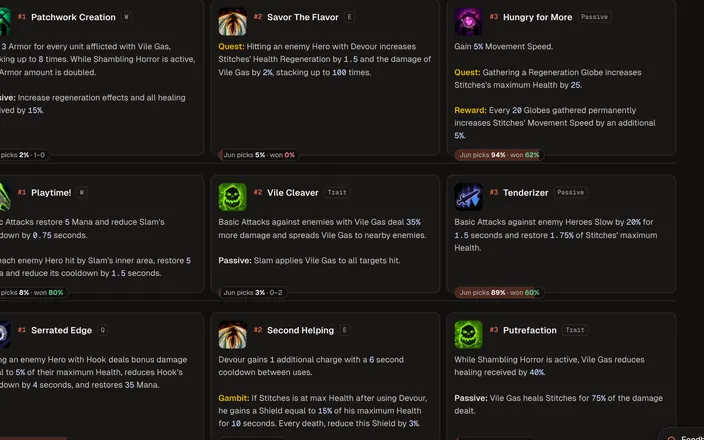 #1 Patchwork Creation W
3 Armor for every unit afflicted with Vile Gas,
king up to 8 times. While Shambling Horror is active,
Armor amount is doubled.
sive: Increase regeneration effects and all healing
ived by 15%.
picks 2% · 1–0
#2 Savor The Flavor E
Quest: Hitting an enemy Hero with Devour increases
Stitches' Health Regeneration by 1.5 and the damage of
Vile Gas by 2%, stacking up to 100 times.
Jun picks 5% · won 0%
#3 Hungry for More Passive
Gain 5% Movement Speed.
Quest: Gathering a Regeneration Globe increases
Stitches's maximum Health by 25.
Reward: Every 20 Globes gathered permanently
increases Stitches' Movement Speed by an additional
5%.
Jun picks 94% · won 62%
#1 Playtime! W
c Attacks restore 5 Mana and reduce Slam's
down by 0.75 seconds.
each enemy Hero hit by Slam's inner area, restore 5
a and reduce its cooldown by 1.5 seconds.
picks 8% · won 80%
#2 Vile Cleaver Trait
Basic Attacks against enemies with Vile Gas deal 35%
more damage and spreads Vile Gas to nearby enemies.
Passive: Slam applies Vile Gas to all targets hit.
Jun picks 3% · 0–2
#3 Tenderizer Passive
Basic Attacks against enemy Heroes Slow by 20% for
1.5 seconds and restore 1.75% of Stitches' maximum
Health.
Jun picks 89% · won 60%
#1 Serrated Edge Q
ng an enemy Hero with Hook deals bonus damage
al to 5% of their maximum Health, reduces Hook's
down by 4 seconds, and restores 35 Mana.
#2 Second Helping E
Devour gains 1 additional charge with a 6 second
cooldown between uses.
Gambit: If Stitches is at max Health after using Devour,
he gains a Shield equal to 15% of his maximum Health
for 10 seconds. Every death, reduce this Shield by 3%.
#3 Putrefaction Trait
While Shambling Horror is active, Vile Gas reduces
healing received by 40%.
Passive: Vile Gas heals Stitches for 75% of the damage
dealt.